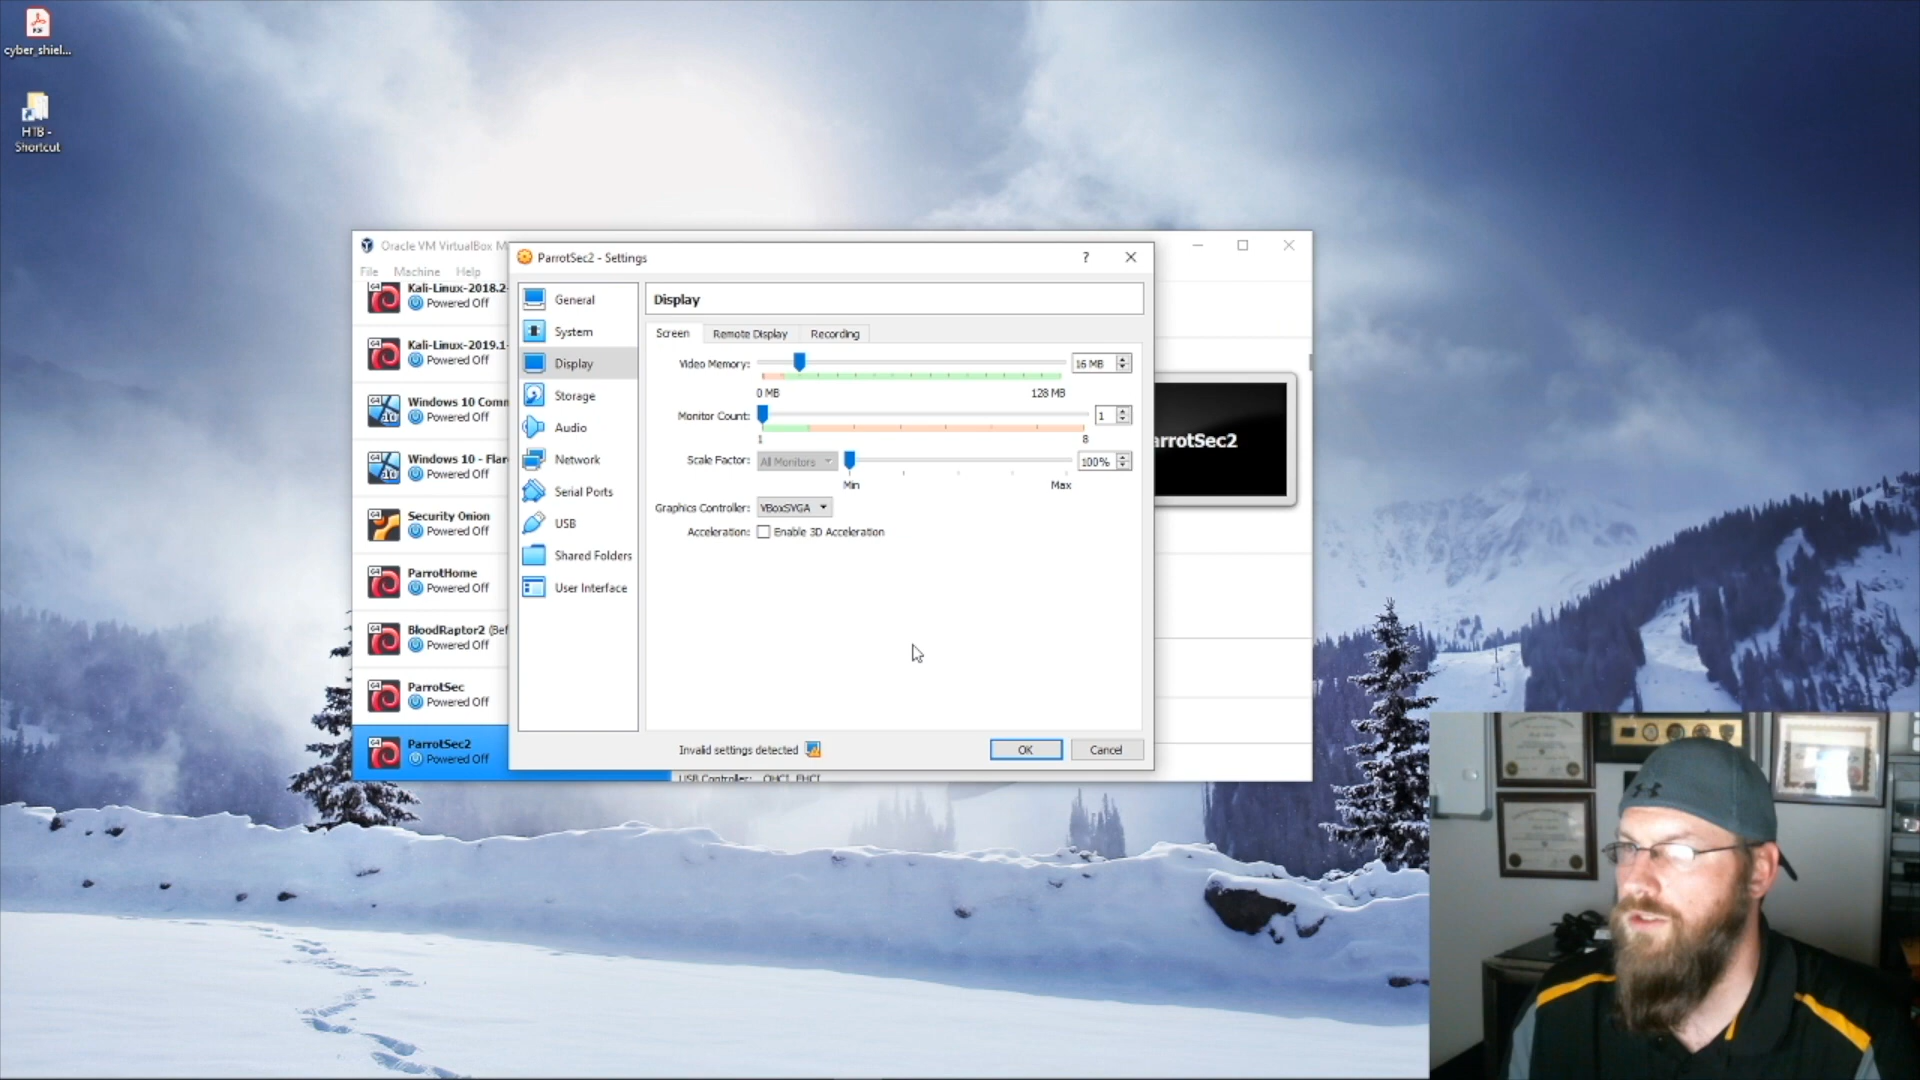 cyber_shiel...
HTB -
Shortcut
Oracle VM VirtualBox M
File Machine Help
Kali-Linux-2018.2-
Powered Off
Kali-Linux-2019.1-
Powered Off
Windows 10 Comm
Powered Off
Windows 10 - Flar
Powered Off
Security Onion
Powered Off
ParrotHome
Powered Off
BloodRaptor2 (Bef
Powered Off
ParrotSec
Powered Off
ParrotSec2
Powered Off
ParrotSec2 - Settings
?
General
System
Display
Storage
Audio
Network
Serial Ports
USB
Shared Folders
User Interface
Display
Screen Remote Display Recording
Video Memory: 16 MB
0 MB 128 MB
Monitor Count: 1
1 8
Scale Factor: All Monitors 100%
Min Max
Graphics Controller: VBoxSVGA
Acceleration: Enable 3D Acceleration
Invalid settings detected OK Cancel
arrotSec2
USB Controller: OHCI, EHCI